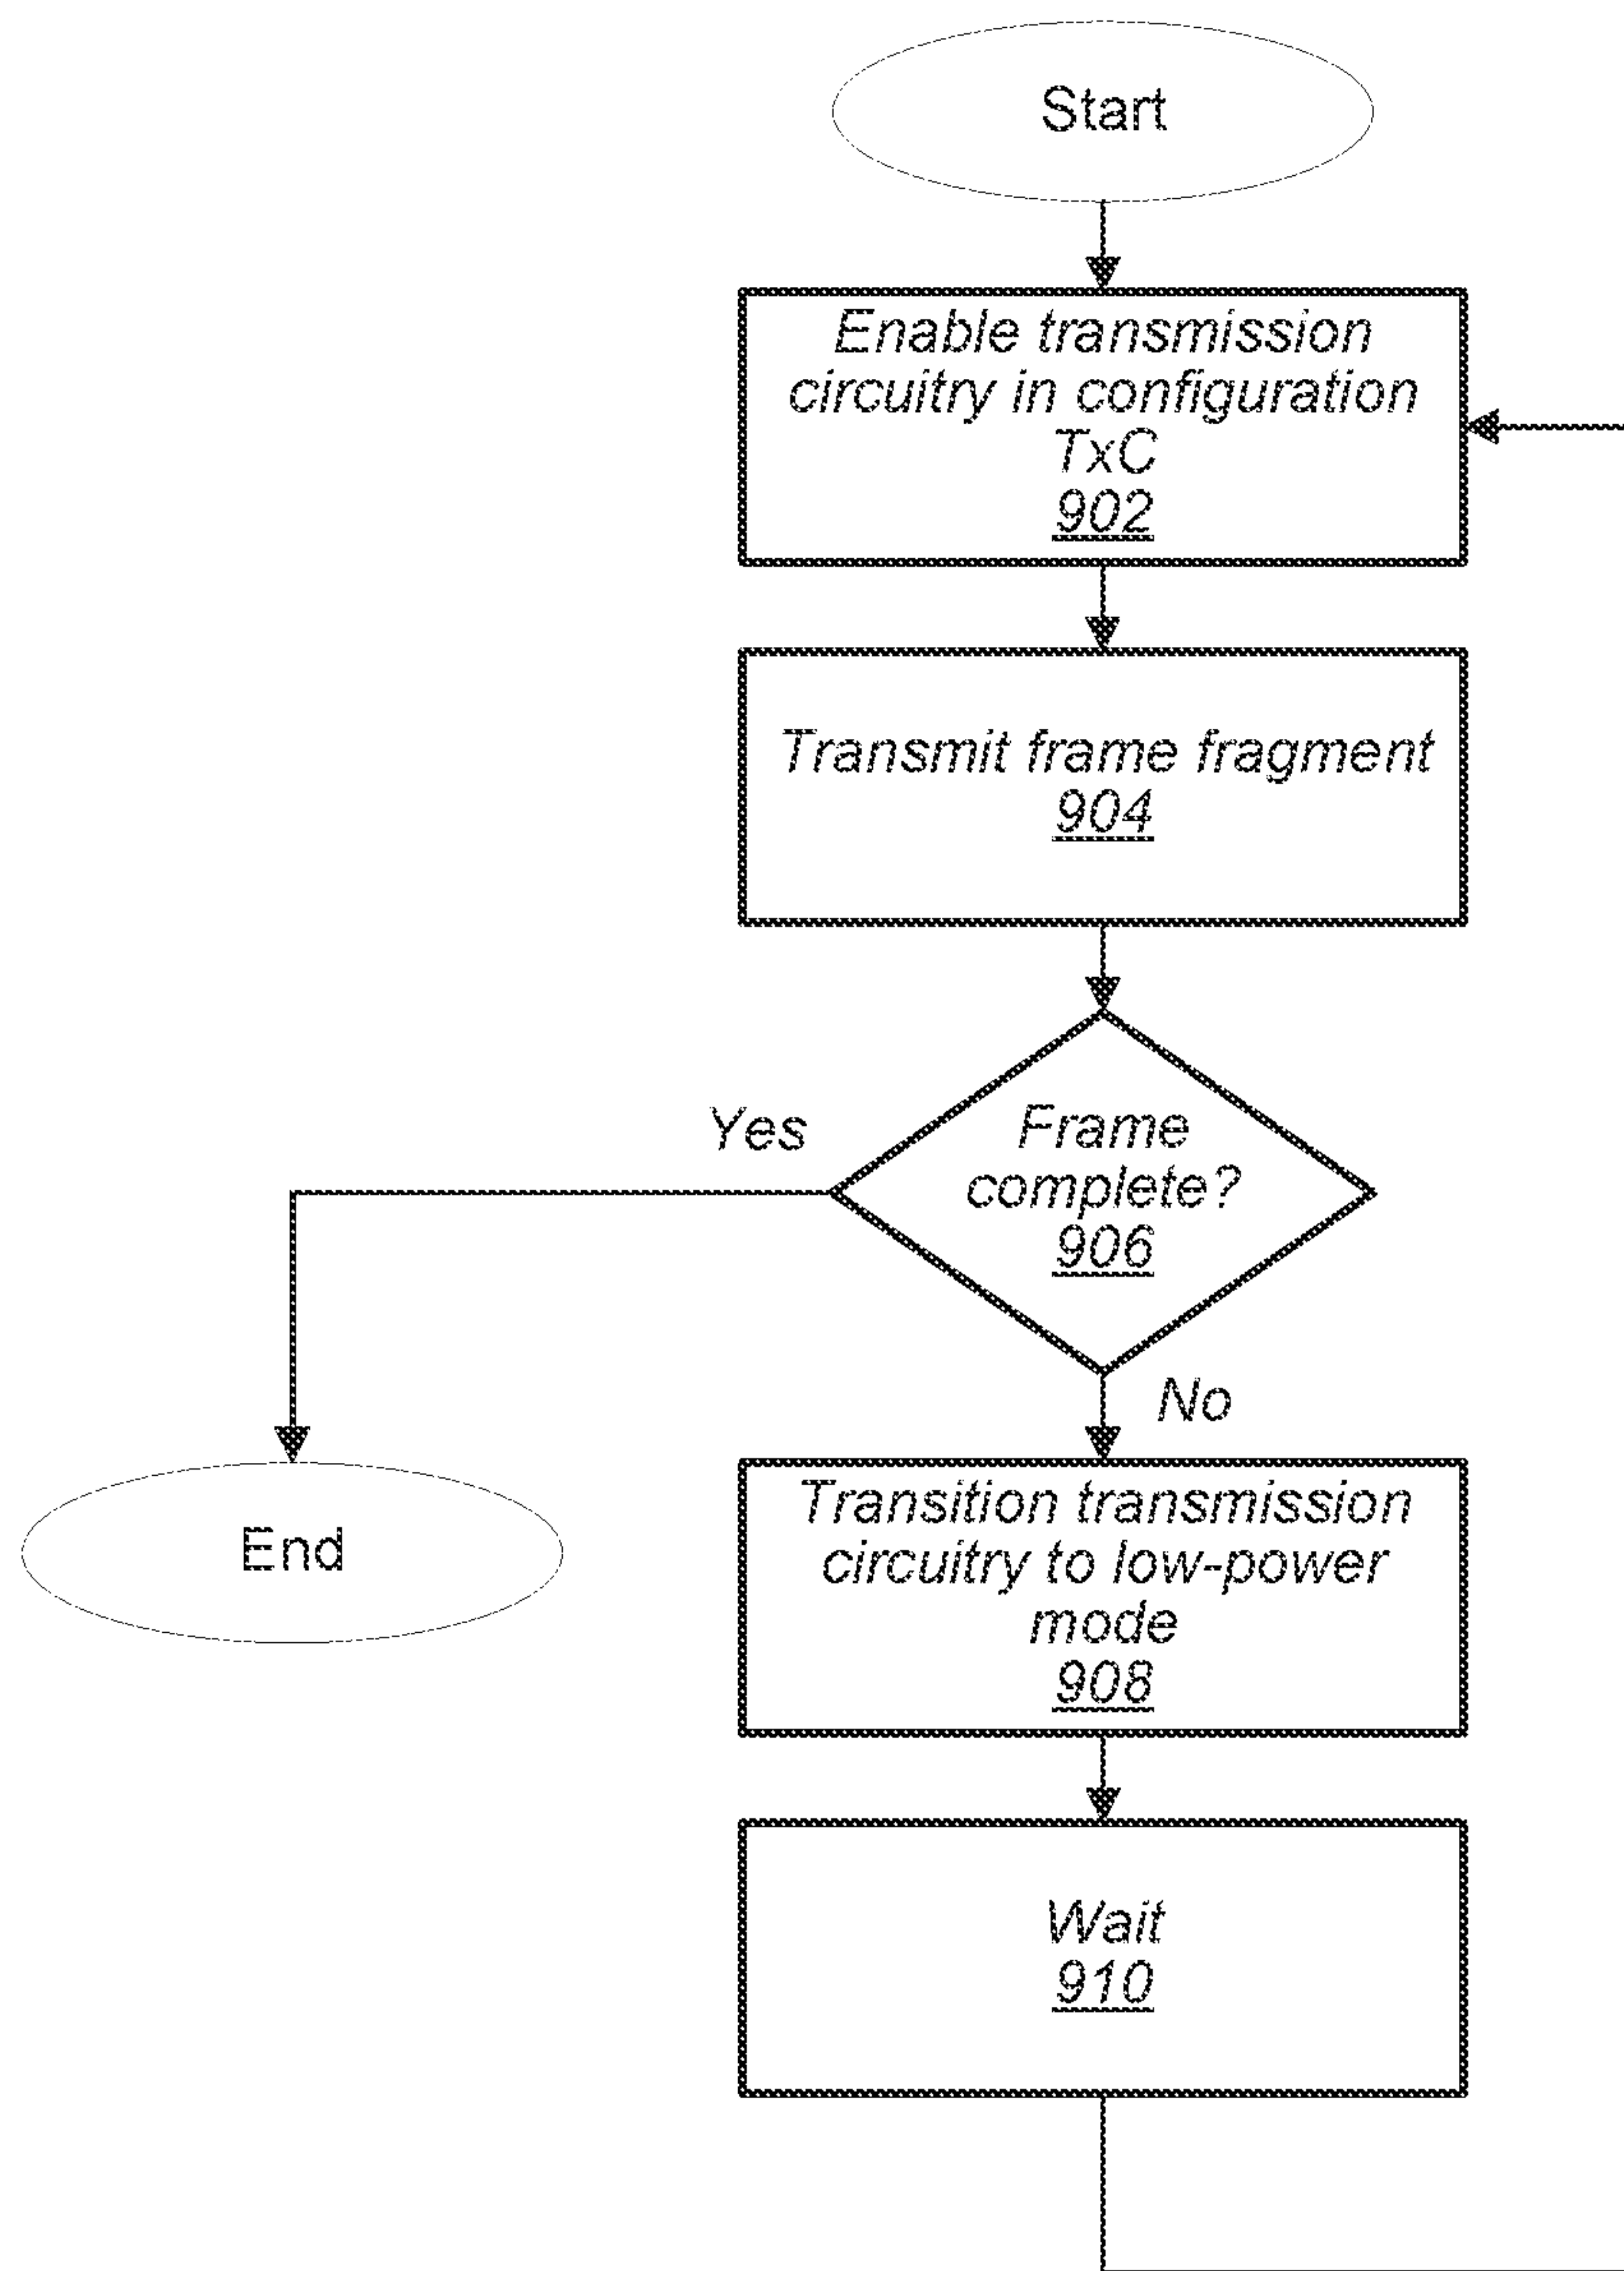 Start
Enable transmission
circuitry in configuration
TxC
902
Transmit frame fragment
904
Yes
Frame
complete?
906
No
End
Transition transmission
circuitry to low-power
mode
908
Wait
910